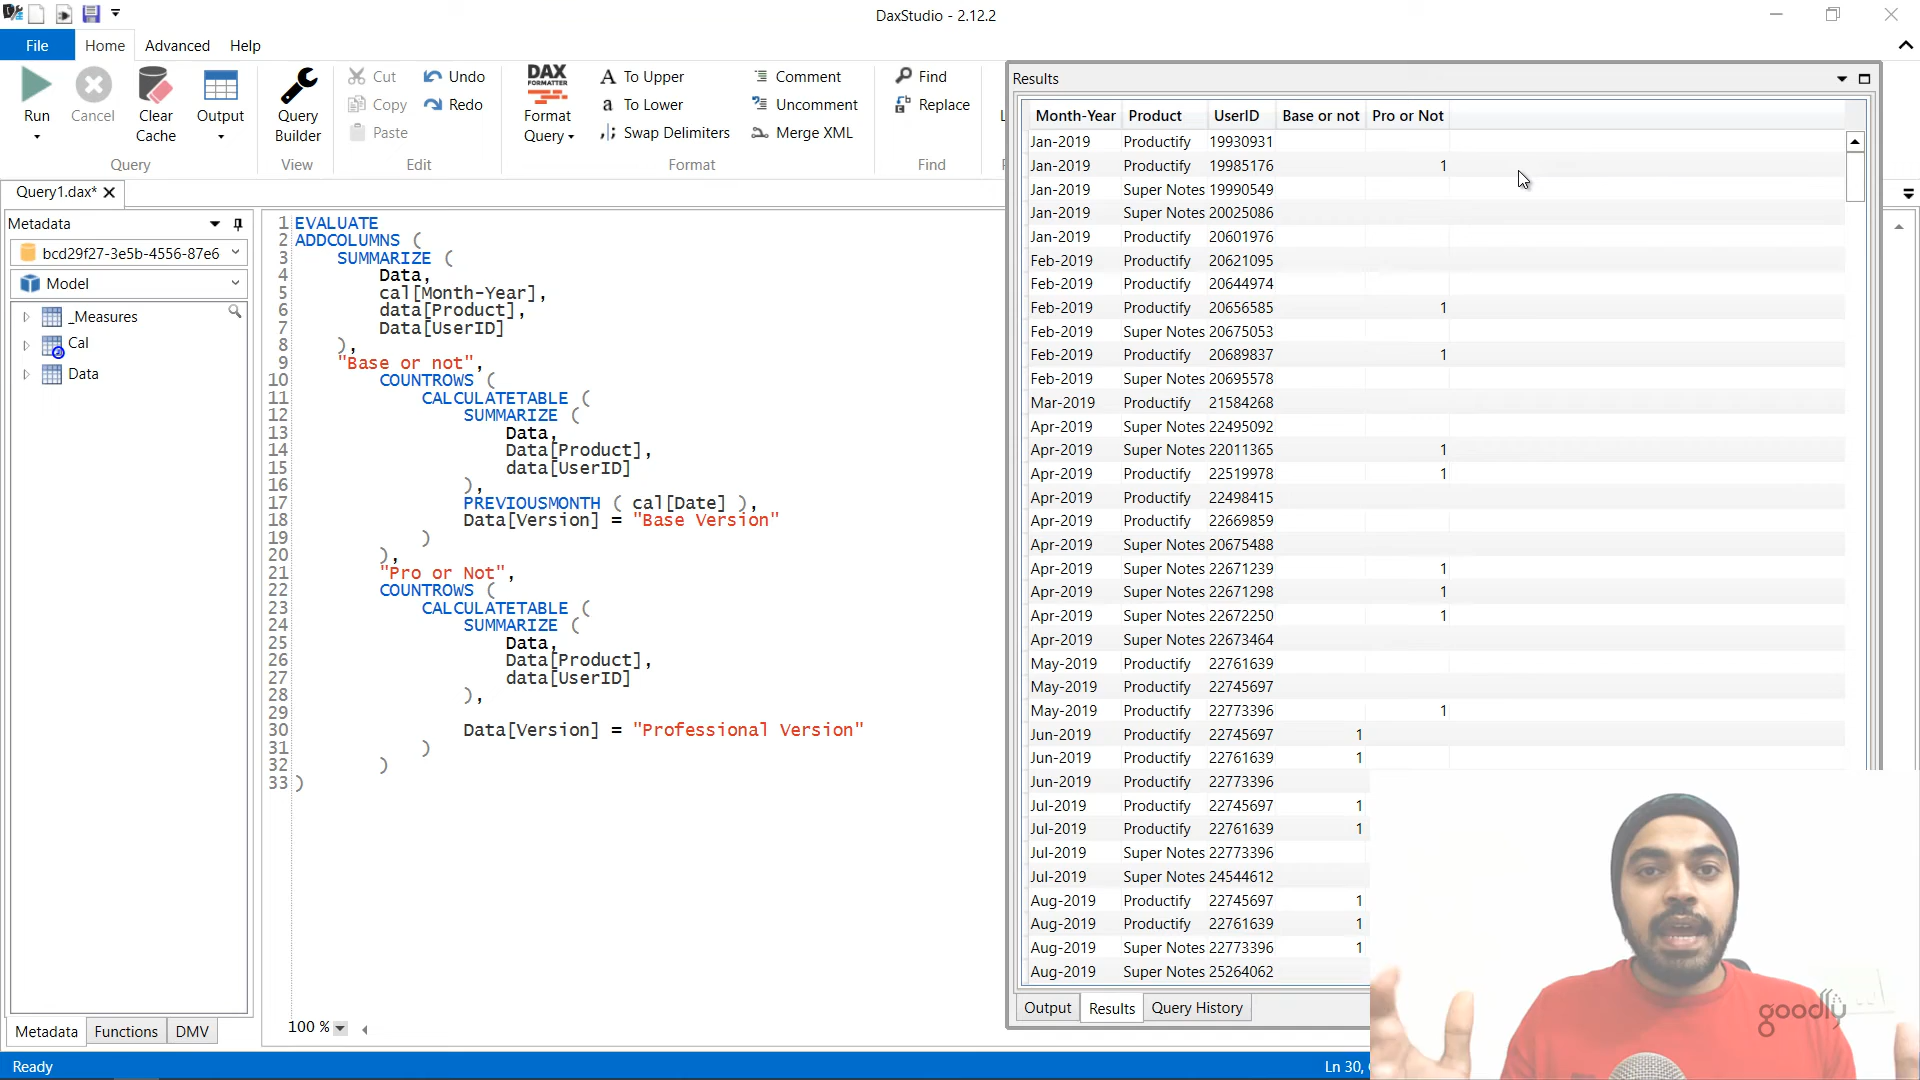 DaxStudio - 2.12.2
File Home Advanced Help
Run Cancel Clear Cache Output
Query
Query Builder
View
Cut Copy Paste
Undo Redo
Edit
DAX FORMATTER
Format Query
To Upper
To Lower
Swap Delimiters
Comment
Uncomment
Merge XML
Format
Find
Replace
Find
Query1.dax*
Metadata
bcd29f27-3e5b-4556-87e6
Model
_Measures
Cal
Data
1 EVALUATE
2 ADDCOLUMNS (
3 SUMMARIZE (
4 Data,
5 cal[Month-Year],
6 data[Product],
7 Data[UserID]
8 ),
9 "Base or not",
10 COUNTROWS (
11 CALCULATETABLE (
12 SUMMARIZE (
13 Data,
14 Data[Product],
15 data[UserID]
16 ),
17 PREVIOUSMONTH ( cal[Date] ),
18 Data[Version] = "Base Version"
19 )
20 ),
21 "Pro or Not",
22 COUNTROWS (
23 CALCULATETABLE (
24 SUMMARIZE (
25 Data,
26 Data[Product],
27 data[UserID]
28 ),
29
30 Data[Version] = "Professional Version"
31 )
32 )
33 )
100 %
Metadata Functions DMV
Ready
Ln 30,
Results
Month-Year Product UserID Base or not Pro or Not
Jan-2019 Productify 19930931
Jan-2019 Productify 19985176 1
Jan-2019 Super Notes 19990549
Jan-2019 Super Notes 20025086
Jan-2019 Productify 20601976
Feb-2019 Productify 20621095
Feb-2019 Productify 20644974
Feb-2019 Productify 20656585 1
Feb-2019 Super Notes 20675053
Feb-2019 Productify 20689837 1
Feb-2019 Super Notes 20695578
Mar-2019 Productify 21584268
Apr-2019 Super Notes 22495092
Apr-2019 Super Notes 22011365 1
Apr-2019 Productify 22519978 1
Apr-2019 Productify 22498415
Apr-2019 Productify 22669859
Apr-2019 Super Notes 20675488
Apr-2019 Super Notes 22671239 1
Apr-2019 Super Notes 22671298 1
Apr-2019 Super Notes 22672250 1
Apr-2019 Super Notes 22673464
May-2019 Productify 22761639
May-2019 Productify 22745697
May-2019 Productify 22773396 1
Jun-2019 Productify 22745697 1
Jun-2019 Productify 22761639 1
Jun-2019 Productify 22773396
Jul-2019 Productify 22745697 1
Jul-2019 Productify 22761639 1
Jul-2019 Super Notes 22773396
Jul-2019 Super Notes 24544612
Aug-2019 Productify 22745697 1
Aug-2019 Productify 22761639 1
Aug-2019 Super Notes 22773396 1
Aug-2019 Super Notes 25264062
Output Results Query History
goodly